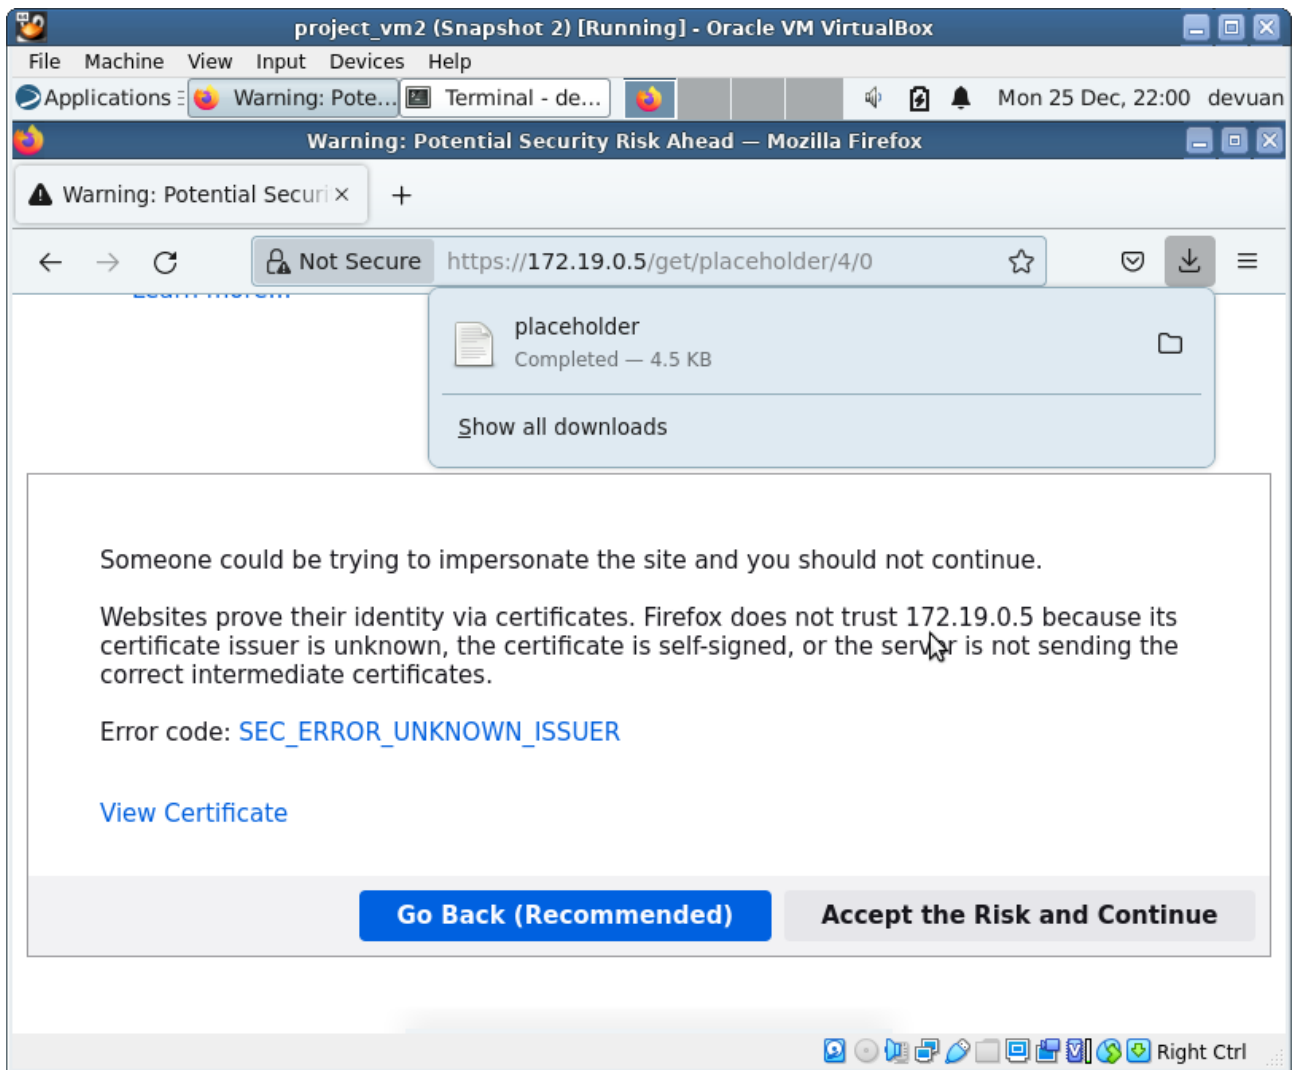 project_vm2 (Snapshot 2) [Running] - Oracle VM VirtualBox
File Machine View Input Devices Help
Applications Warning: Pote... Terminal - de... Mon 25 Dec, 22:00 devuan
Warning: Potential Security Risk Ahead — Mozilla Firefox
Warning: Potential Securi
Not Secure https://172.19.0.5/get/placeholder/4/0
Learn more...
placeholder
Completed — 4.5 KB
Show all downloads
Someone could be trying to impersonate the site and you should not continue.
Websites prove their identity via certificates. Firefox does not trust 172.19.0.5 because its
certificate issuer is unknown, the certificate is self-signed, or the server is not sending the
correct intermediate certificates.
Error code: SEC_ERROR_UNKNOWN_ISSUER
View Certificate
Go Back (Recommended) Accept the Risk and Continue
Right Ctrl